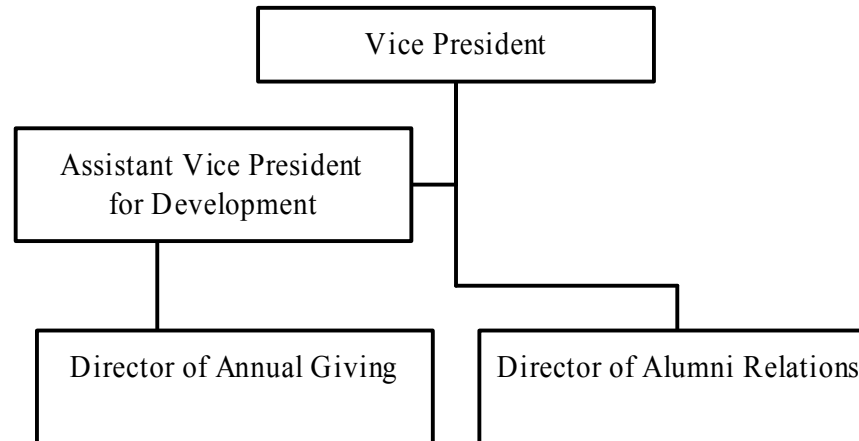 Vice President
Assistant Vice President
for Development
Director of Annual Giving
Director of Alumni Relations